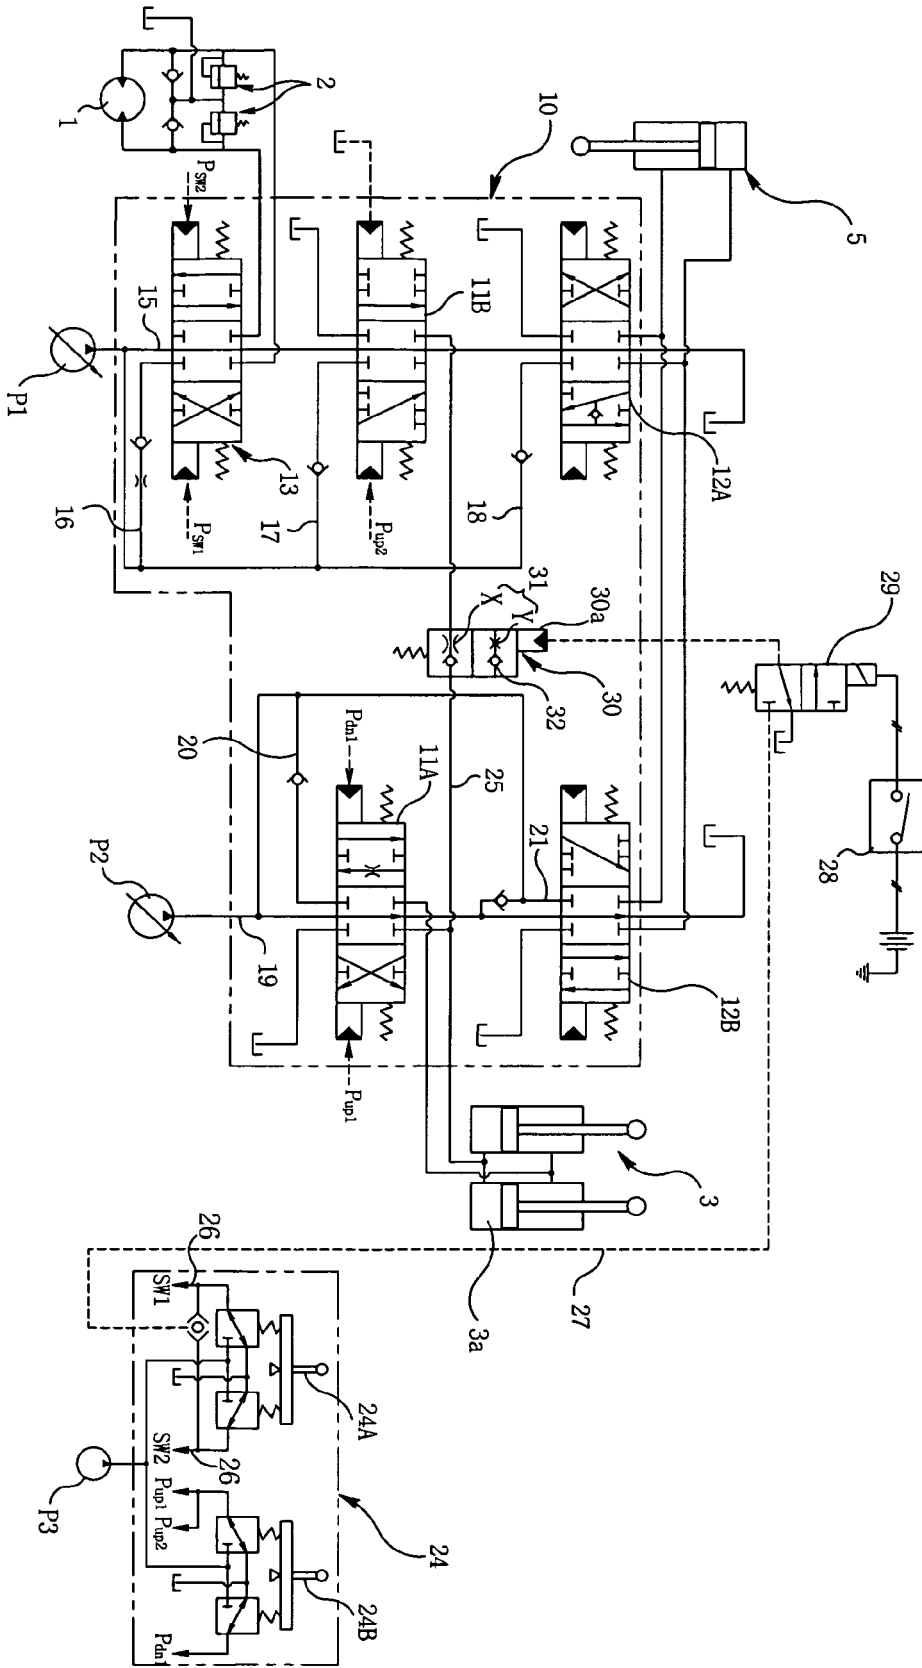 10
5
2
1
P_SW2
11B
15
P1
12A
13
P_SW1
16
17
P_up2
18
31
X
Y
30a
30
32
29
28
20
P_dn1
11A
25
21
P2
19
12B
P_up1
3
3a
27
26
SW1
24A
SW2
26
P_up1
P_up2
P3
24
24B
P_dn1